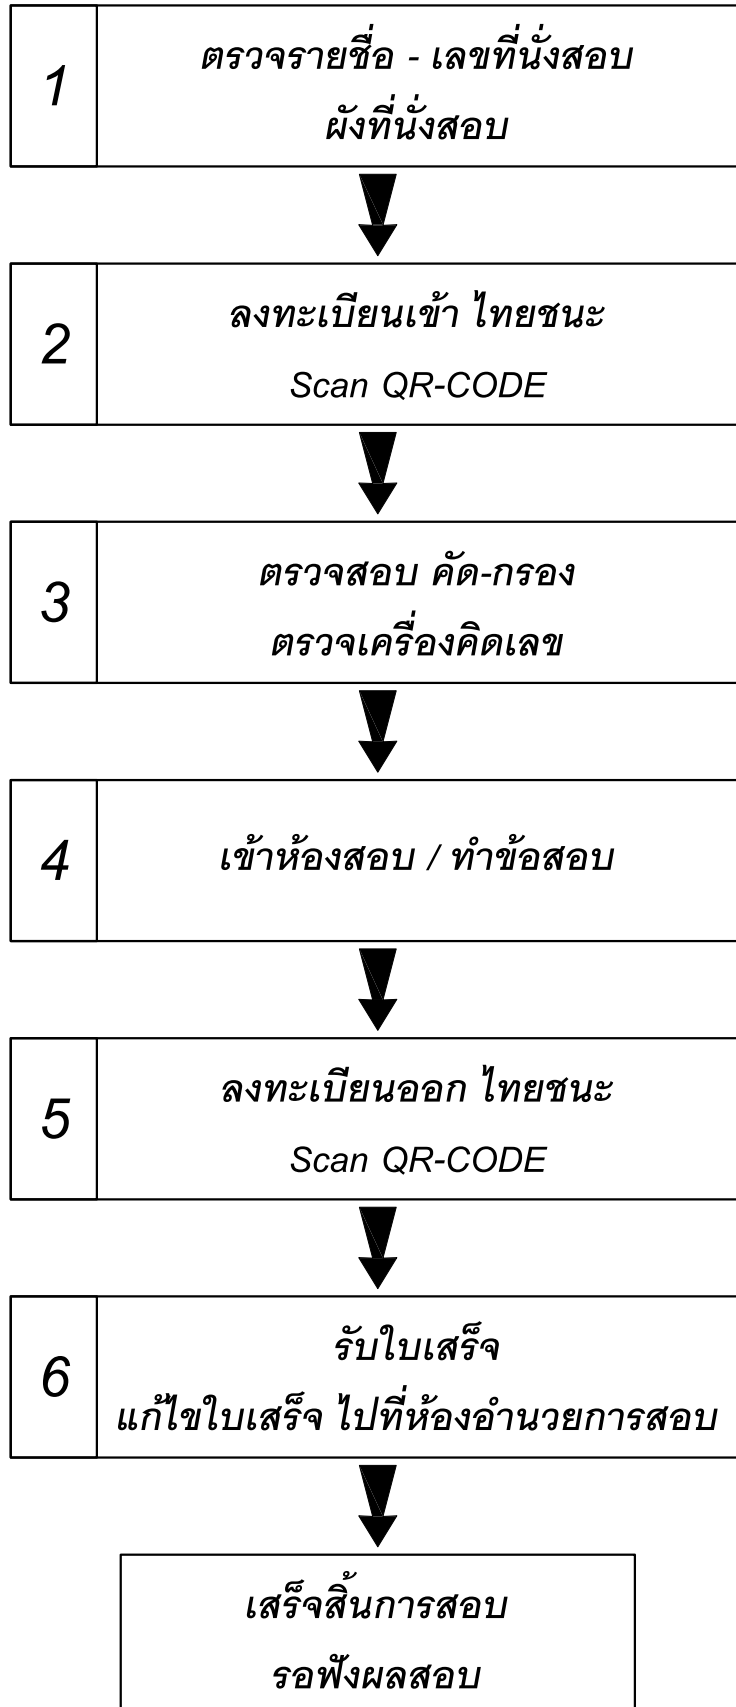 1
ตรวจรายชื่อ - เลขที่นั่งสอบ
ผังที่นั่งสอบ
2
ลงทะเบียนเข้า ไทยชนะ
Scan QR-CODE
3
ตรวจสอบ คัด-กรอง
ตรวจเครื่องคิดเลข
4
เข้าห้องสอบ / ทำข้อสอบ
5
ลงทะเบียนออก ไทยชนะ
Scan QR-CODE
6
รับใบเสร็จ
แก้ไขใบเสร็จ ไปที่ห้องอำนวยการสอบ
เสร็จสิ้นการสอบ
รอฟังผลสอบ